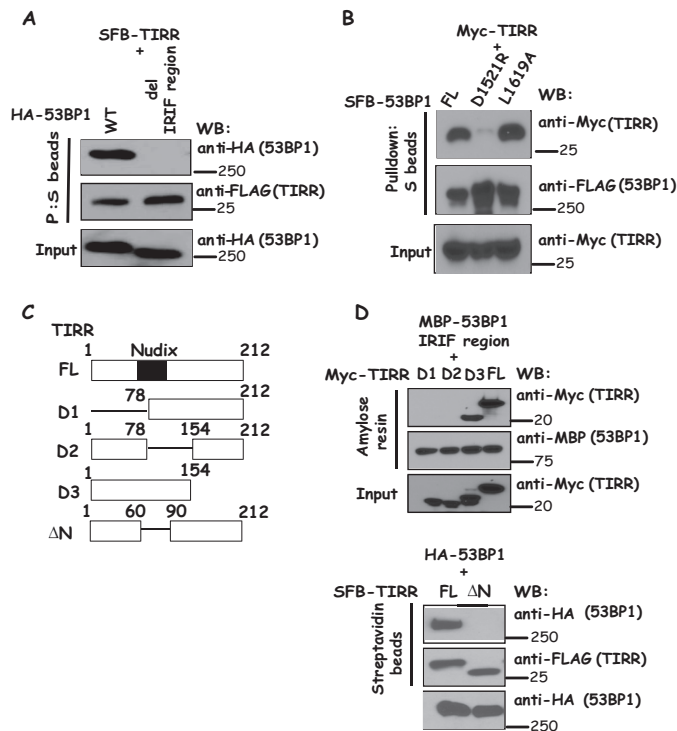 A
SFB-TIRR
+
del
IRIF region
HA-53BP1
WT
WB:
P:S beads
anti-HA (53BP1)
250
anti-FLAG (TIRR)
25
Input
anti-HA (53BP1)
250
B
Myc-TIRR
+
SFB-53BP1
FL
D1521R
L1619A
WB:
Pulldown:
S beads
anti-Myc (TIRR)
25
anti-FLAG (53BP1)
250
Input
anti-Myc (TIRR)
25
C
TIRR
1 Nudix 212
FL
78 212
D1
1 78 154 212
D2
1 154
D3
1 60 90 212
ΔN
D
MBP-53BP1
IRIF region
+
Myc-TIRR D1 D2 D3 FL WB:
Amylose
resin
anti-Myc (TIRR)
20
anti-MBP (53BP1)
75
Input
anti-Myc (TIRR)
20
HA-53BP1
+
SFB-TIRR FL ΔN WB:
Streptavidin
beads
anti-HA (53BP1)
250
anti-FLAG (TIRR)
25
anti-HA (53BP1)
250